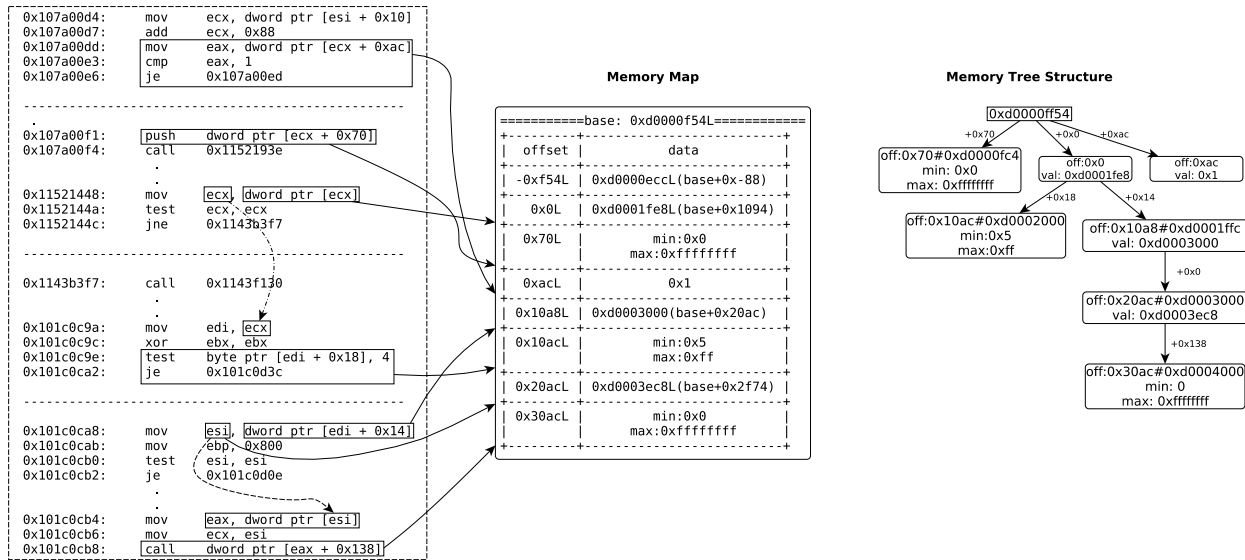 0x107a00d4: mov ecx, dword ptr [esi + 0x10]
0x107a00d7: add ecx, 0x88
0x107a00dd: mov eax, dword ptr [ecx + 0xac]
0x107a00e3: cmp eax, 1
0x107a00e6: je 0x107a00ed
.
0x107a00f1: push dword ptr [ecx + 0x70]
0x107a00f4: call 0x1152193e
.
.
0x11521448: mov ecx, dword ptr [ecx]
0x1152144a: test ecx, ecx
0x1152144c: jne 0x1143b3f7
0x1143b3f7: call 0x1143f130
.
.
0x101c0c9a: mov edi, ecx
0x101c0c9c: xor ebx, ebx
0x101c0c9e: test byte ptr [edi + 0x18], 4
0x101c0ca2: je 0x101c0d3c
0x101c0ca8: mov esi, dword ptr [edi + 0x14]
0x101c0cab: mov ebp, 0x800
0x101c0cb0: test esi, esi
0x101c0cb2: je 0x101c0d0e
.
.
0x101c0cb4: mov eax, dword ptr [esi]
0x101c0cb6: mov ecx, esi
0x101c0cb8: call dword ptr [eax + 0x138]
Memory Map
===========base: 0xd0000f54L============
| offset | data |
| -0xf54L | 0xd0000eccL(base+0x-88) |
| 0x0L | 0xd0001fe8L(base+0x1094) |
| 0x70L | min:0x0 |
| | max:0xffffffff |
| 0xacL | 0x1 |
| 0x10a8L | 0xd0003000(base+0x20ac) |
| 0x10acL | min:0x5 |
| | max:0xff |
| 0x20acL | 0xd0003ec8L(base+0x2f74) |
| 0x30acL | min:0x0 |
| | max:0xffffffff |
Memory Tree Structure
0xd0000ff54
+0x70
+0x0
+0xac
off:0x70#0xd0000fc4
min: 0x0
max: 0xffffffff
off:0x0
val: 0xd0001fe8
off:0xac
val: 0x1
+0x18
+0x14
off:0x10ac#0xd0002000
min:0x5
max:0xff
off:0x10a8#0xd0001ffc
val: 0xd0003000
+0x0
off:0x20ac#0xd0003000
val: 0xd0003ec8
+0x138
off:0x30ac#0xd0004000
min: 0
max: 0xffffffff